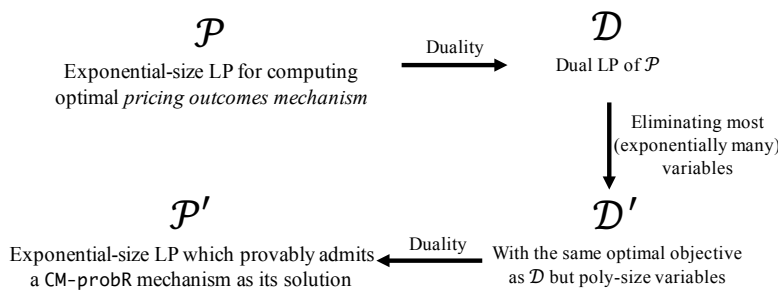 𝒫
Exponential-size LP for computing
optimal pricing outcomes mechanism
Duality
𝒟
Dual LP of 𝒫
Eliminating most
(exponentially many)
variables
𝒫′
Exponential-size LP which provably admits
a CM-probR mechanism as its solution
Duality
𝒟′
With the same optimal objective
as 𝒟 but poly-size variables